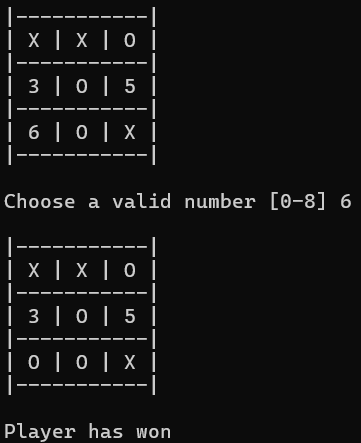 |-----------|
| X | X | O |
|-----------|
| 3 | O | 5 |
|-----------|
| 6 | O | X |
|-----------|
Choose a valid number [0-8] 6
|-----------|
| X | X | O |
|-----------|
| 3 | O | 5 |
|-----------|
| O | O | X |
|-----------|
Player has won